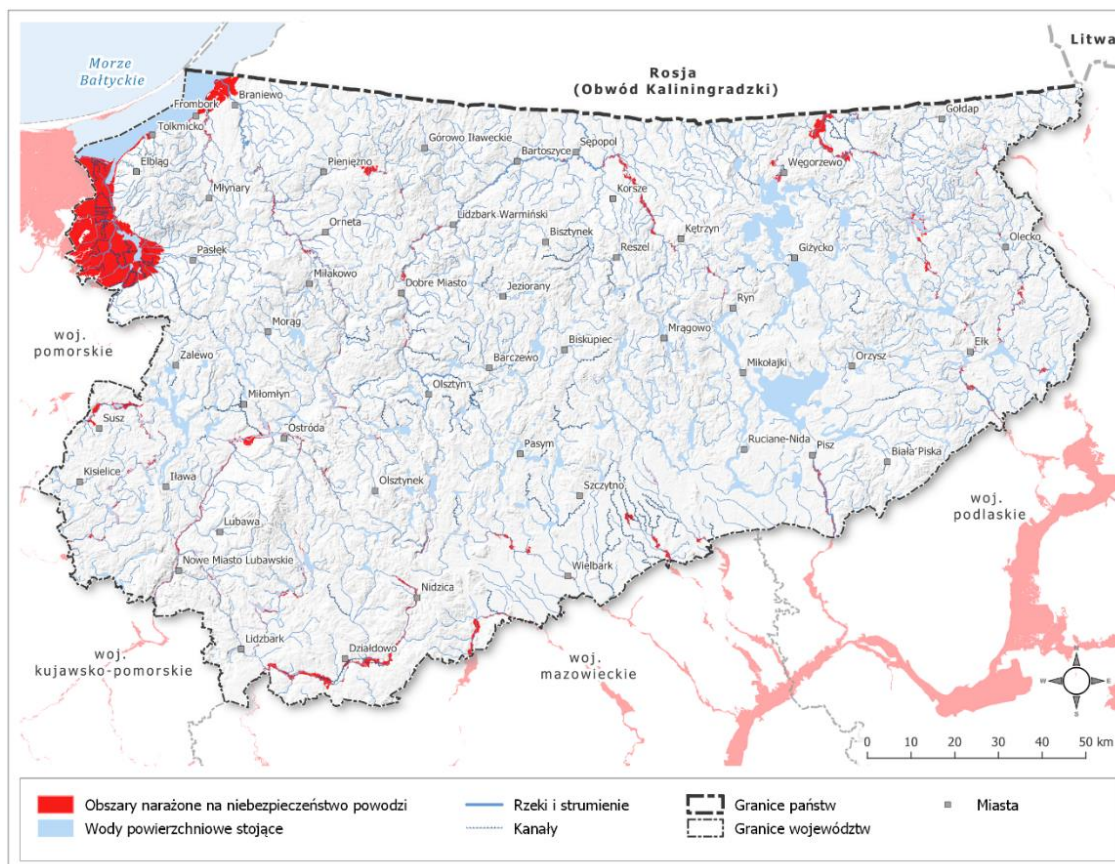 Morze
Bałtyckie
Litwa
Rosja
(Obwód Kaliningradzki)
Frombork
Braniewo
Gołdap
Tolkmicko
Górowo Iławeckie
Sępopol
Bartoszyce
Elbląg
Pieniężno
Węgorzewo
Młynary
Korsze
Lidzbark Warmiński
Orneta
Bisztynek
Kętrzyn
Pasłęk
Reszel
Giżycko
Olecko
Miłakowo
Dobre Miasto
Jeziorany
Ryn
Morąg
woj.
pomorskie
Mrągowo
Biskupiec
Zalewo
Barczewo
Ełk
Mikołajki
Orzysz
Olsztyn
Miłomłyn
Susz
Ostróda
Pasym
Ruciane-Nida
Pisz
Biała Piska
Kisielice
Iława
Olsztynek
Szczytno
woj.
podlaskie
Lubawa
Nowe Miasto Lubawskie
Wielbark
Nidzica
Lidzbark
Działdowo
woj.
kujawsko-pomorskie
woj.
mazowieckie
N
W
E
S
0 10 20 30 40 50 km
Obszary narażone na niebezpieczeństwo powodzi
Rzeki i strumienie
Granice państw
Miasta
Wody powierzchniowe stojące
Kanały
Granice województw